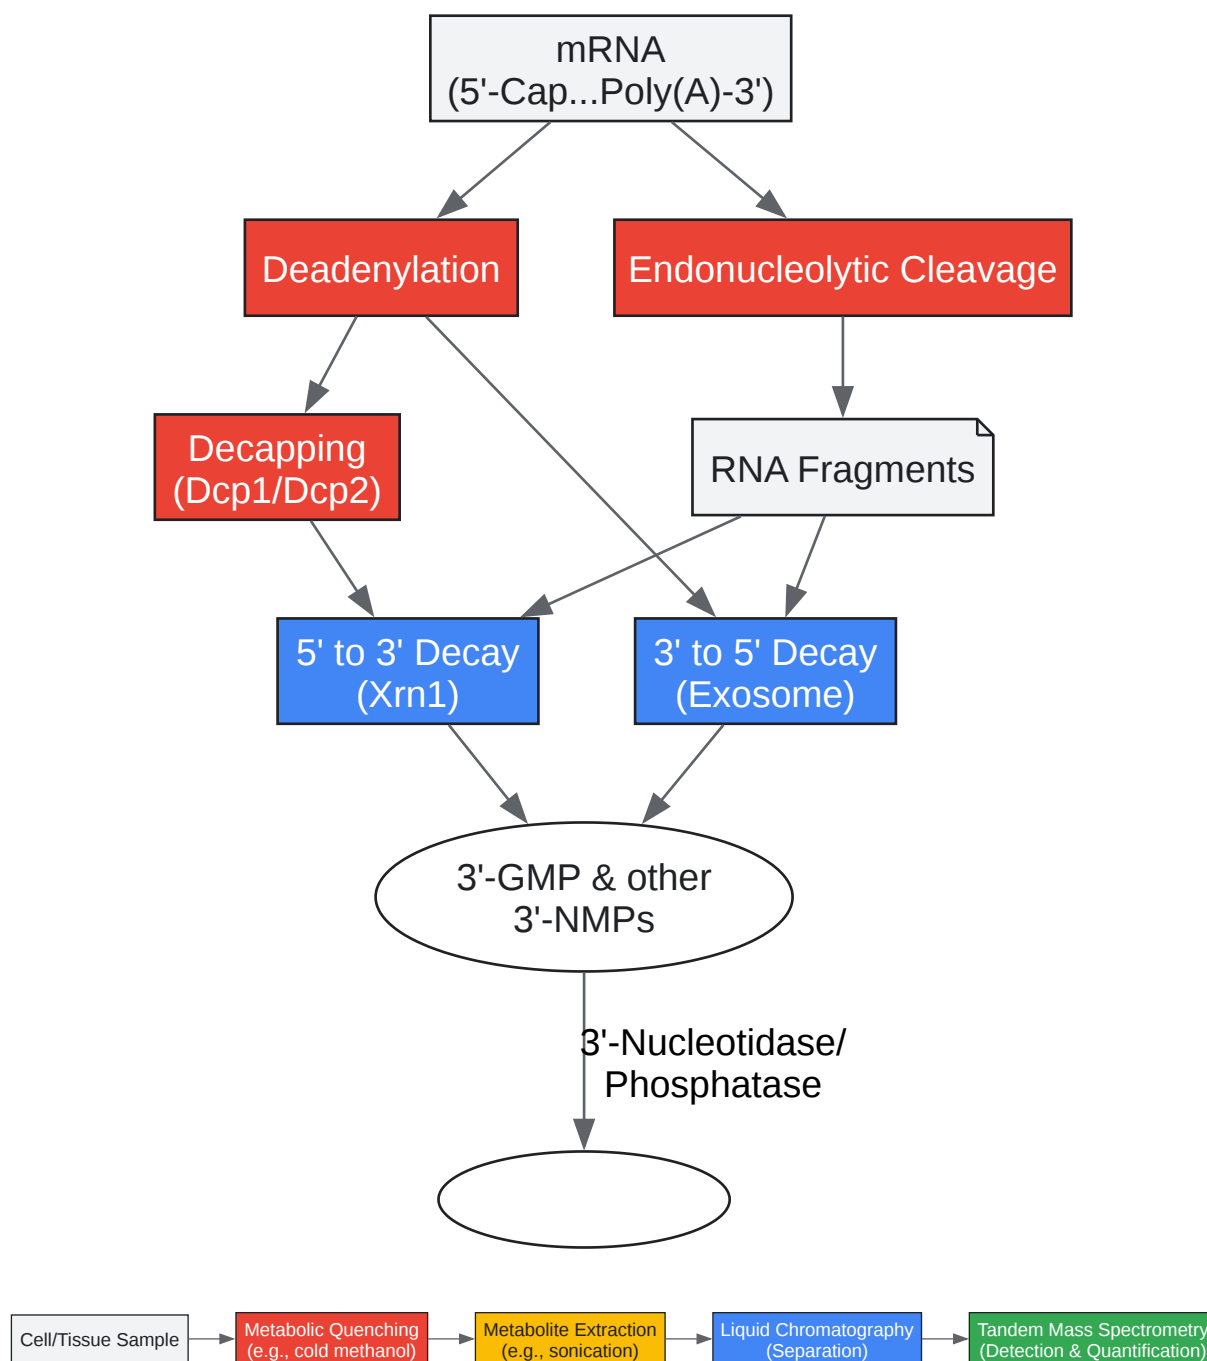 mRNA
(5'-Cap...Poly(A)-3')
Deadenylation
Endonucleolytic Cleavage
Decapping
(Dcp1/Dcp2)
RNA Fragments
5' to 3' Decay
(Xrn1)
3' to 5' Decay
(Exosome)
3'-GMP & other
3'-NMPs
3'-Nucleotidase/
Phosphatase
Cell/Tissue Sample
Metabolic Quenching
(e.g., cold methanol)
Metabolite Extraction
(e.g., sonication)
Liquid Chromatography
(Separation)
Tandem Mass Spectrometry
(Detection & Quantification)